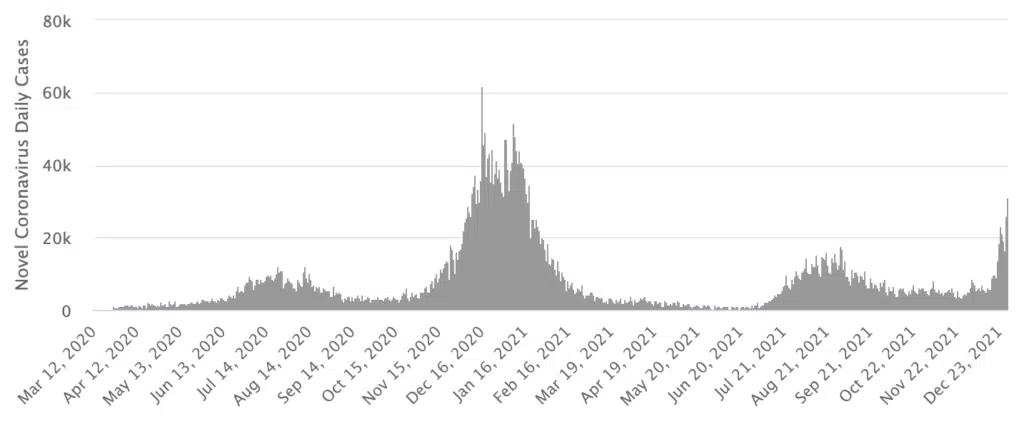 Novel Coronavirus Daily Cases
80k
60k
40k
20k
0
Mar 12, 2020
Apr 12, 2020
May 13, 2020
Jun 13, 2020
Jul 14, 2020
Aug 14, 2020
Sep 14, 2020
Oct 15, 2020
Nov 15, 2020
Dec 16, 2020
Jan 16, 2021
Feb 16, 2021
Mar 19, 2021
Apr 19, 2021
May 20, 2021
Jun 20, 2021
Jul 21, 2021
Aug 21, 2021
Sep 21, 2021
Oct 22, 2021
Nov 22, 2021
Dec 23, 2021